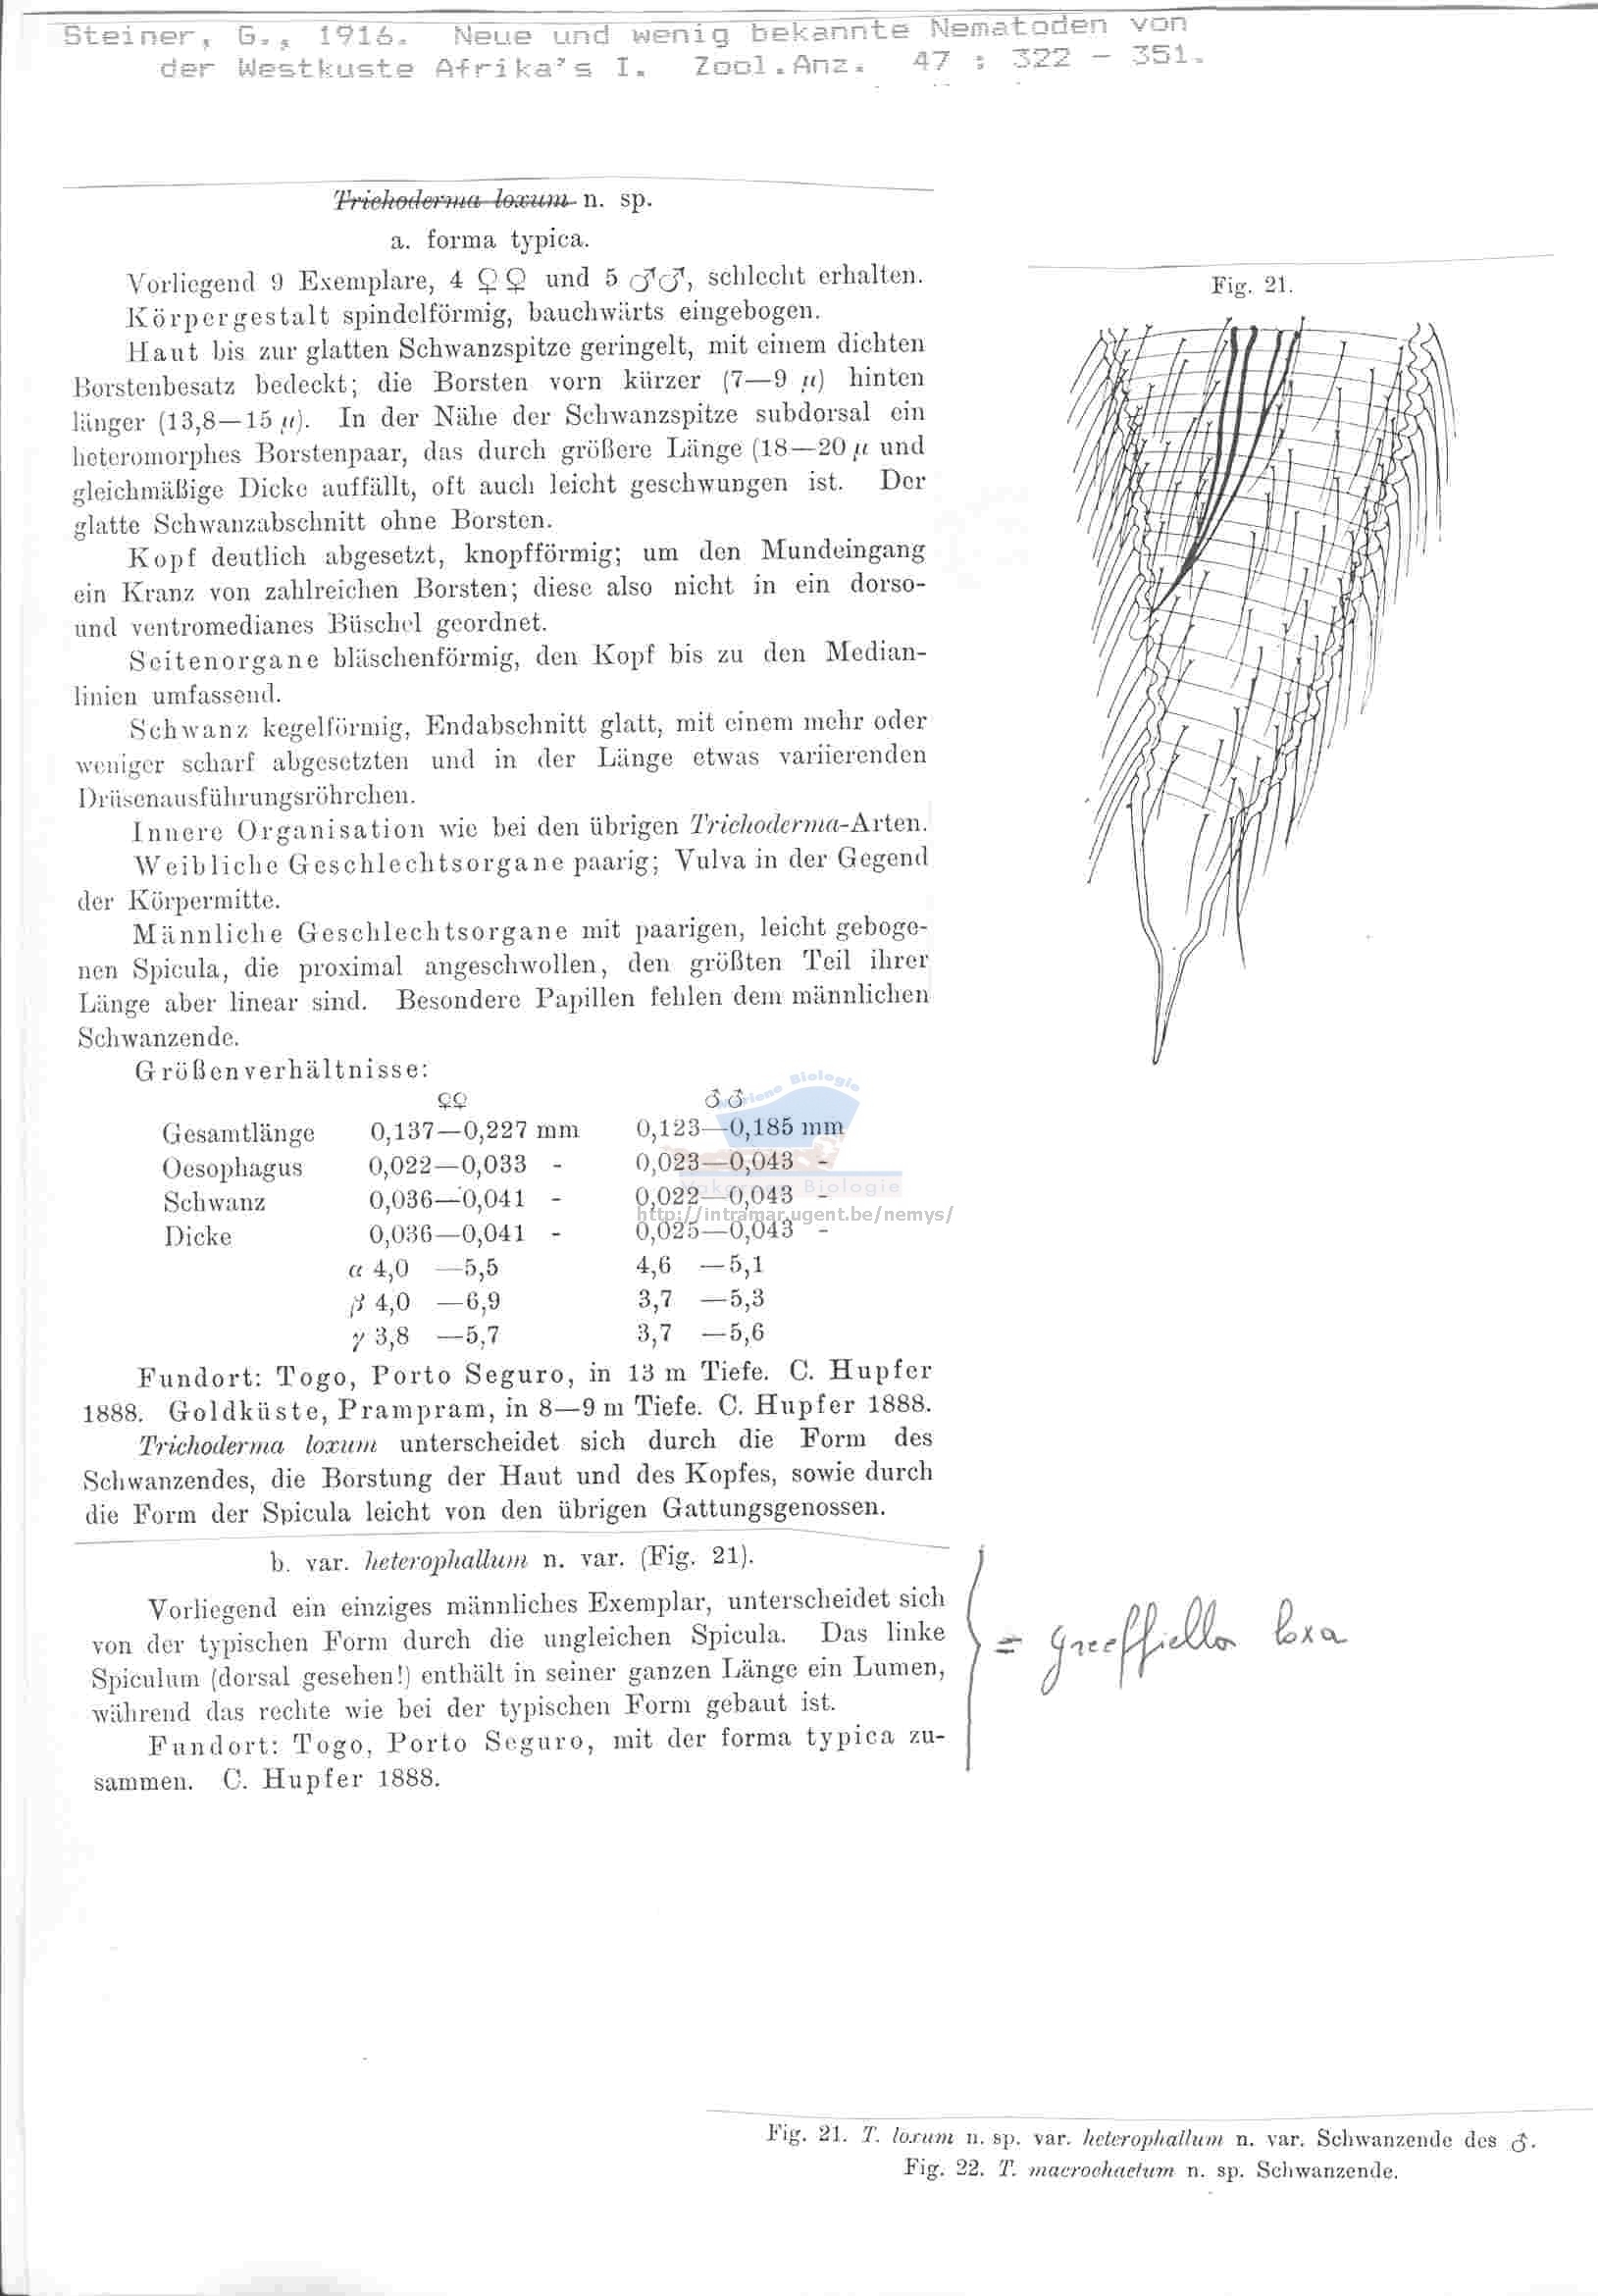 Steiner, G., 1916. Neue und wenig bekannte Nematoden von
der Westkuste Afrika's I. Zool.Anz. 47 : 322 - 351.
Trichoderma loxum n. sp.
a. forma typica.
Vorliegend 9 Exemplare, 4 ♀♀ und 5 ♂♂, schlecht erhalten.
Körpergestalt spindelförmig, bauchwärts eingebogen.
Haut bis zur glatten Schwanzspitze geringelt, mit einem dichten
Borstenbesatz bedeckt; die Borsten vorn kürzer (7—9 µ) hinten
länger (13,8—15 µ). In der Nähe der Schwanzspitze subdorsal ein
heteromorphes Borstenpaar, das durch größere Länge (18—20 µ und
gleichmäßige Dicke auffällt, oft auch leicht geschwungen ist. Der
glatte Schwanzabschnitt ohne Borsten.
Kopf deutlich abgesetzt, knopfförmig; um den Mundeingang
ein Kranz von zahlreichen Borsten; diese also nicht in ein dorso-
und ventromedianes Büschel geordnet.
Seitenorgane bläschenförmig, den Kopf bis zu den Median-
linien umfassend.
Schwanz kegelförmig, Endabschnitt glatt, mit einem mehr oder
weniger scharf abgesetzten und in der Länge etwas variierenden
Drüsenausführungsröhrchen.
Innere Organisation wie bei den übrigen Trichoderma-Arten.
Weibliche Geschlechtsorgane paarig; Vulva in der Gegend
der Körpermitte.
Männliche Geschlechtsorgane mit paarigen, leicht geboge-
nen Spicula, die proximal angeschwollen, den größten Teil ihrer
Länge aber linear sind. Besondere Papillen fehlen dem männlichen
Schwanzende.
Größenverhältnisse:
♀♀ ♂♂
Gesamtlänge 0,137—0,227 mm 0,123—0,185 mm
Oesophagus 0,022—0,033 - 0,023—0,043 -
Schwanz 0,036—0,041 - 0,022—0,043 -
Dicke 0,036—0,041 - 0,025—0,043 -
α 4,0 —5,5 4,6 —5,1
β 4,0 —6,9 3,7 —5,3
γ 3,8 —5,7 3,7 —5,6
Fundort: Togo, Porto Seguro, in 13 m Tiefe. C. Hupfer
1888. Goldküste, Prampram, in 8—9 m Tiefe. C. Hupfer 1888.
Trichoderma loxum unterscheidet sich durch die Form des
Schwanzendes, die Borstung der Haut und des Kopfes, sowie durch
die Form der Spicula leicht von den übrigen Gattungsgenossen.
b. var. heterophallum n. var. (Fig. 21).
Vorliegend ein einziges männliches Exemplar, unterscheidet sich
von der typischen Form durch die ungleichen Spicula. Das linke
Spiculum (dorsal gesehen!) enthält in seiner ganzen Länge ein Lumen,
während das rechte wie bei der typischen Form gebaut ist.
Fundort: Togo, Porto Seguro, mit der forma typica zu-
sammen. C. Hupfer 1888.
Fig. 21.
= greeffiella loxa
Mariene Biologie
Vakgroep Biologie
http://intramar.ugent.be/nemys/
Fig. 21. T. loxum n. sp. var. heterophallum n. var. Schwanzende des ♂.
Fig. 22. T. macrochaetum n. sp. Schwanzende.